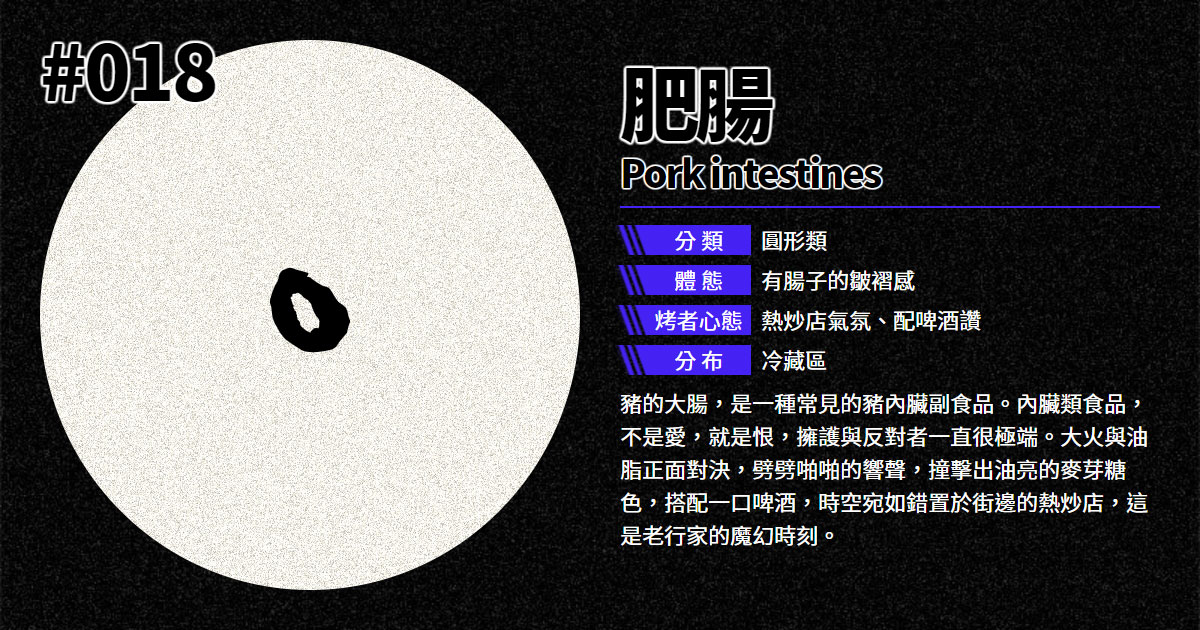 #018
肥腸
Pork intestines
分類 圓形類
體態 有腸子的皺褶感
烤者心態 熱炒店氣氛、配啤酒讚
分布 冷藏區
豬的大腸，是一種常見的豬內臟副食品。內臟類食品，
不是愛，就是恨，擁護與反對者一直很極端。大火與油
脂正面對決，劈劈啪啪的響聲，撞擊出油亮的麥芽糖
色，搭配一口啤酒，時空宛如錯置於街邊的熱炒店，這
是老行家的魔幻時刻。